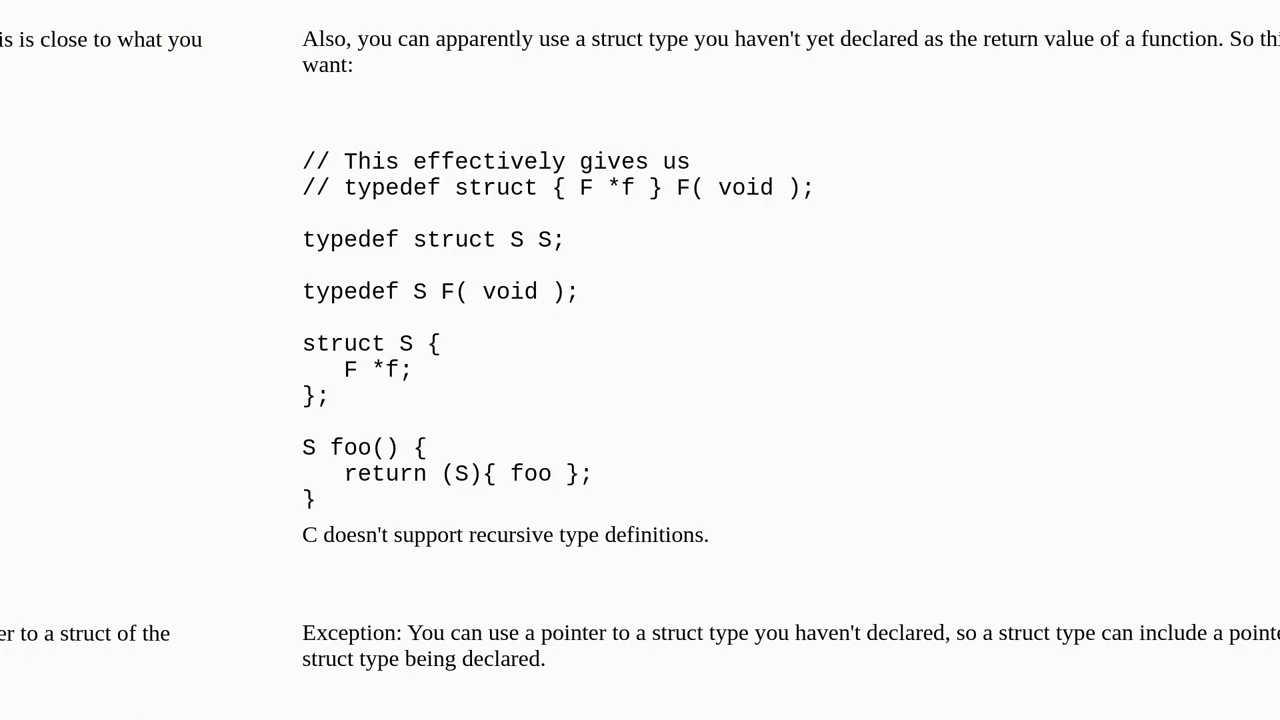 is is close to what you
Also, you can apparently use a struct type you haven't yet declared as the return value of a function. So thi
want:
// This effectively gives us
// typedef struct { F *f } F( void );
typedef struct S S;
typedef S F( void );
struct S {
   F *f;
};
S foo() {
   return (S){ foo };
}
C doesn't support recursive type definitions.
er to a struct of the
Exception: You can use a pointer to a struct type you haven't declared, so a struct type can include a pointe
struct type being declared.